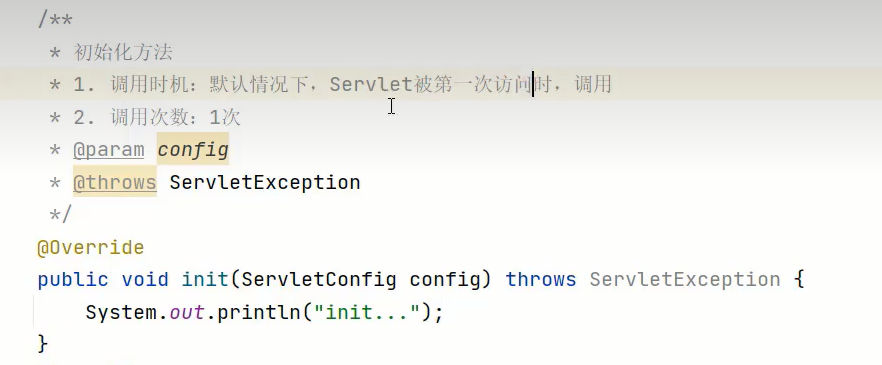 /**
 * 初始化方法
 * 1. 调用时机：默认情况下，Servlet被第一次访问时，调用
 * 2. 调用次数：1次
 * @param config
 * @throws ServletException
 */
@Override
public void init(ServletConfig config) throws ServletException {
    System.out.println("init...");
}